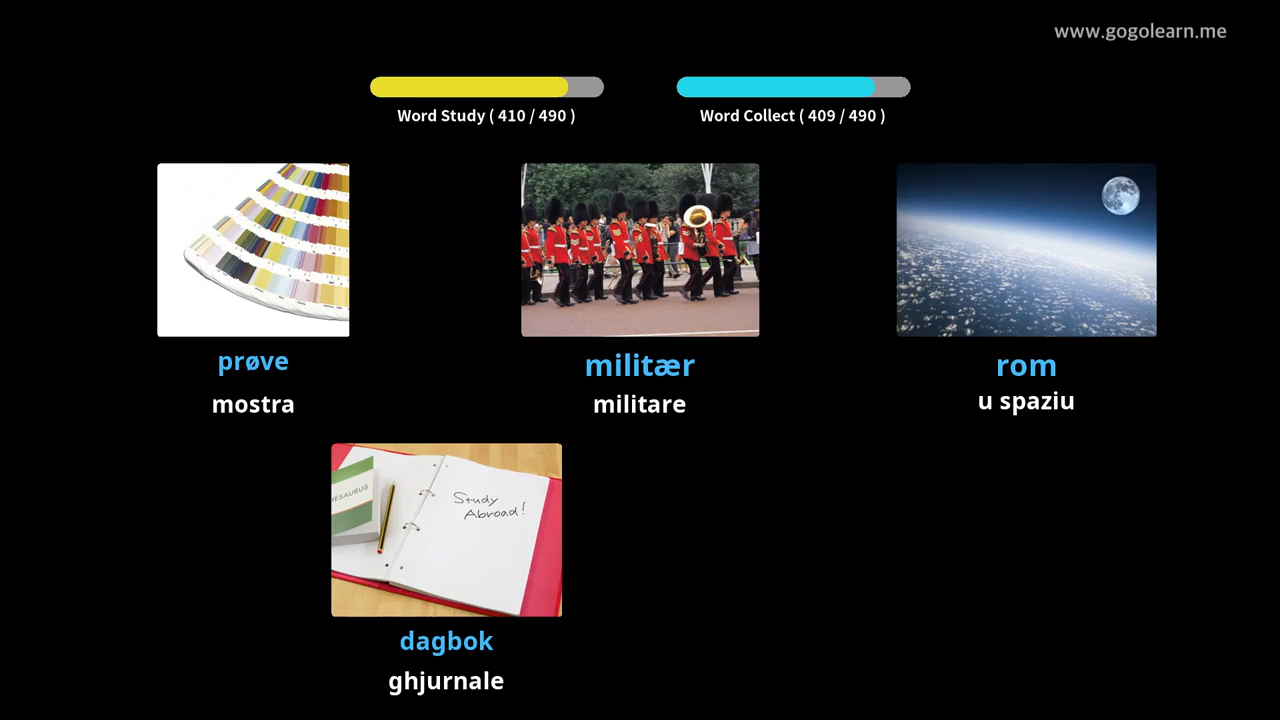 www.gogolearn.me
Word Study ( 410 / 490 )
Word Collect ( 409 / 490 )
prøve
militær
rom
mostra
militare
u spaziu
HESAURUS
Study
Abroad!
dagbok
ghjurnale